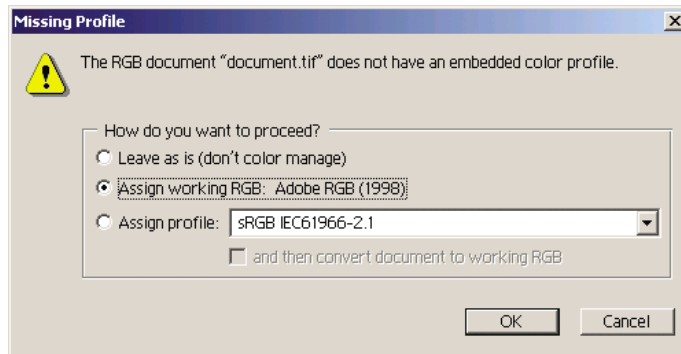 Missing Profile
The RGB document “document.tif” does not have an embedded color profile.
How do you want to proceed?
Leave as is (don't color manage)
Assign working RGB: Adobe RGB (1998)
Assign profile: sRGB IEC61966-2.1
and then convert document to working RGB
OK Cancel